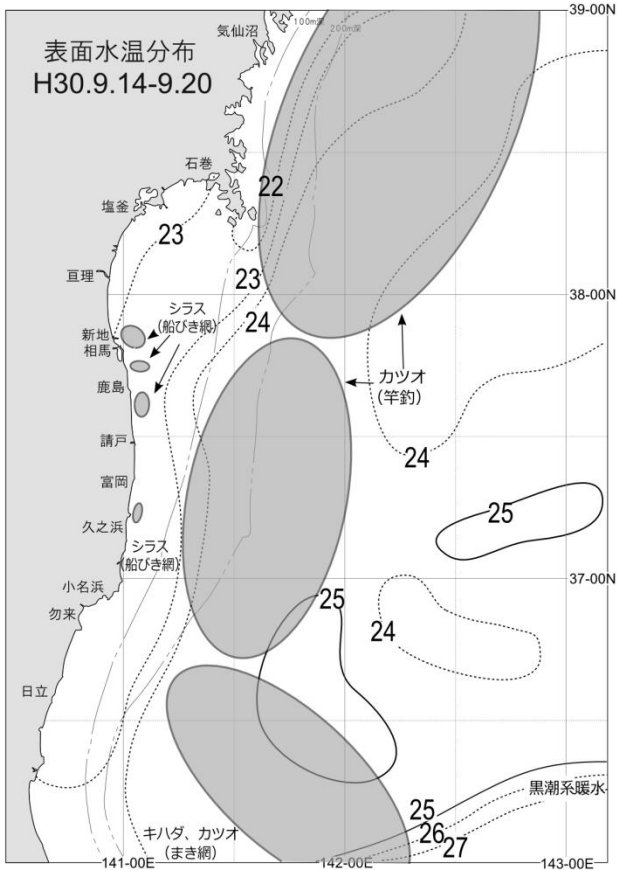 39-00N
気仙沼
100m深
200m深
表面水温分布
H30.9.14-9.20
石巻
22
塩釜
23
亘理
23
38-00N
シラス
(船びき網)
24
新地
相馬
カツオ
(竿釣)
鹿島
請戸
24
富岡
25
久之浜
シラス
(船びき網)
37-00N
小名浜
25
勿来
24
日立
黒潮系暖水
25
キハダ、カツオ
(まき網)
26
27
141-00E
142-00E
143-00E